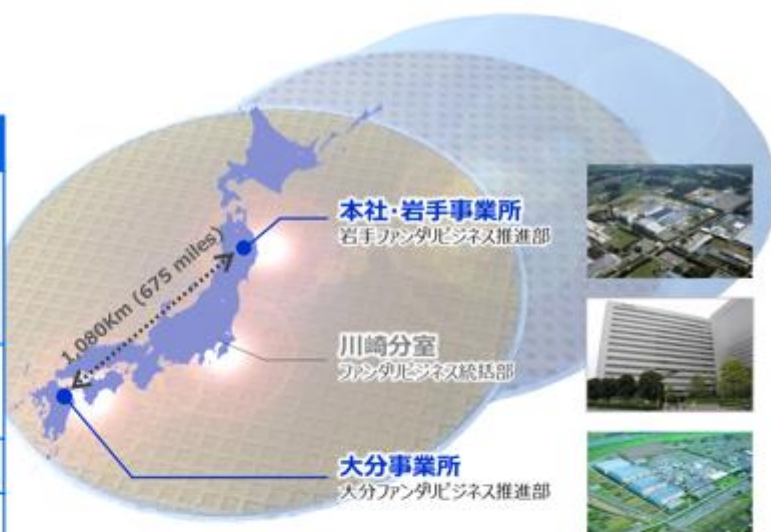 本社・岩手事業所
岩手ファンダリビジネス推進部
1,080Km (675 miles)
川崎分室
ファンダリビジネス統括部
大分事業所
大分ファンダリビジネス推進部